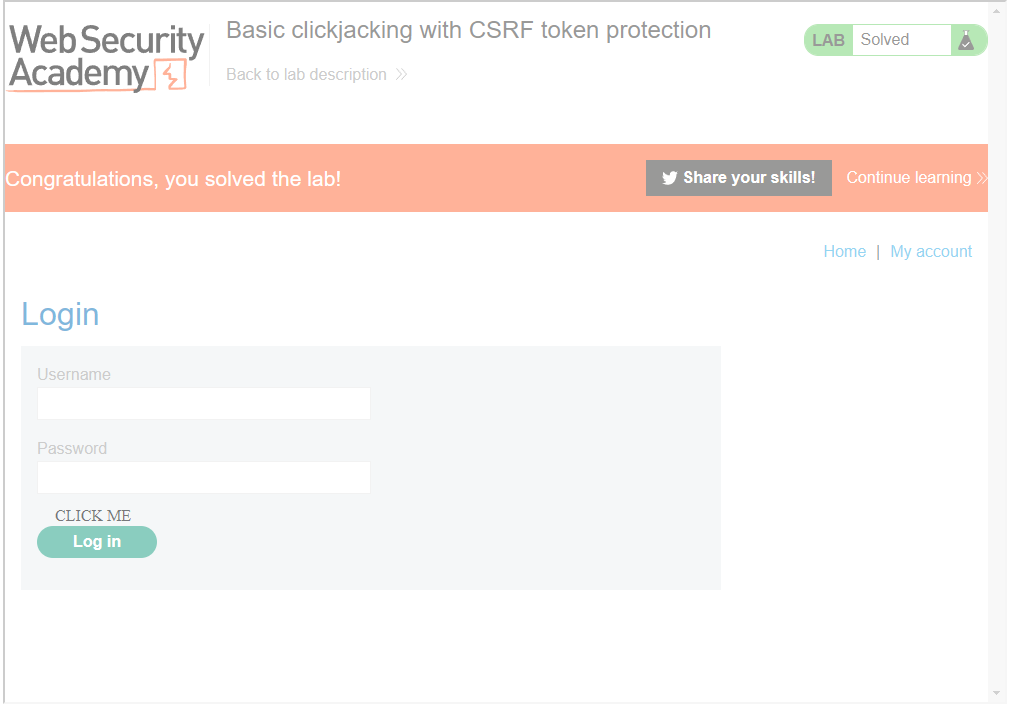 Web Security
Academy
Basic clickjacking with CSRF token protection
Back to lab description
LAB Solved
Congratulations, you solved the lab!
Share your skills!
Continue learning
Home | My account
Login
Username
Password
CLICK ME
Log in